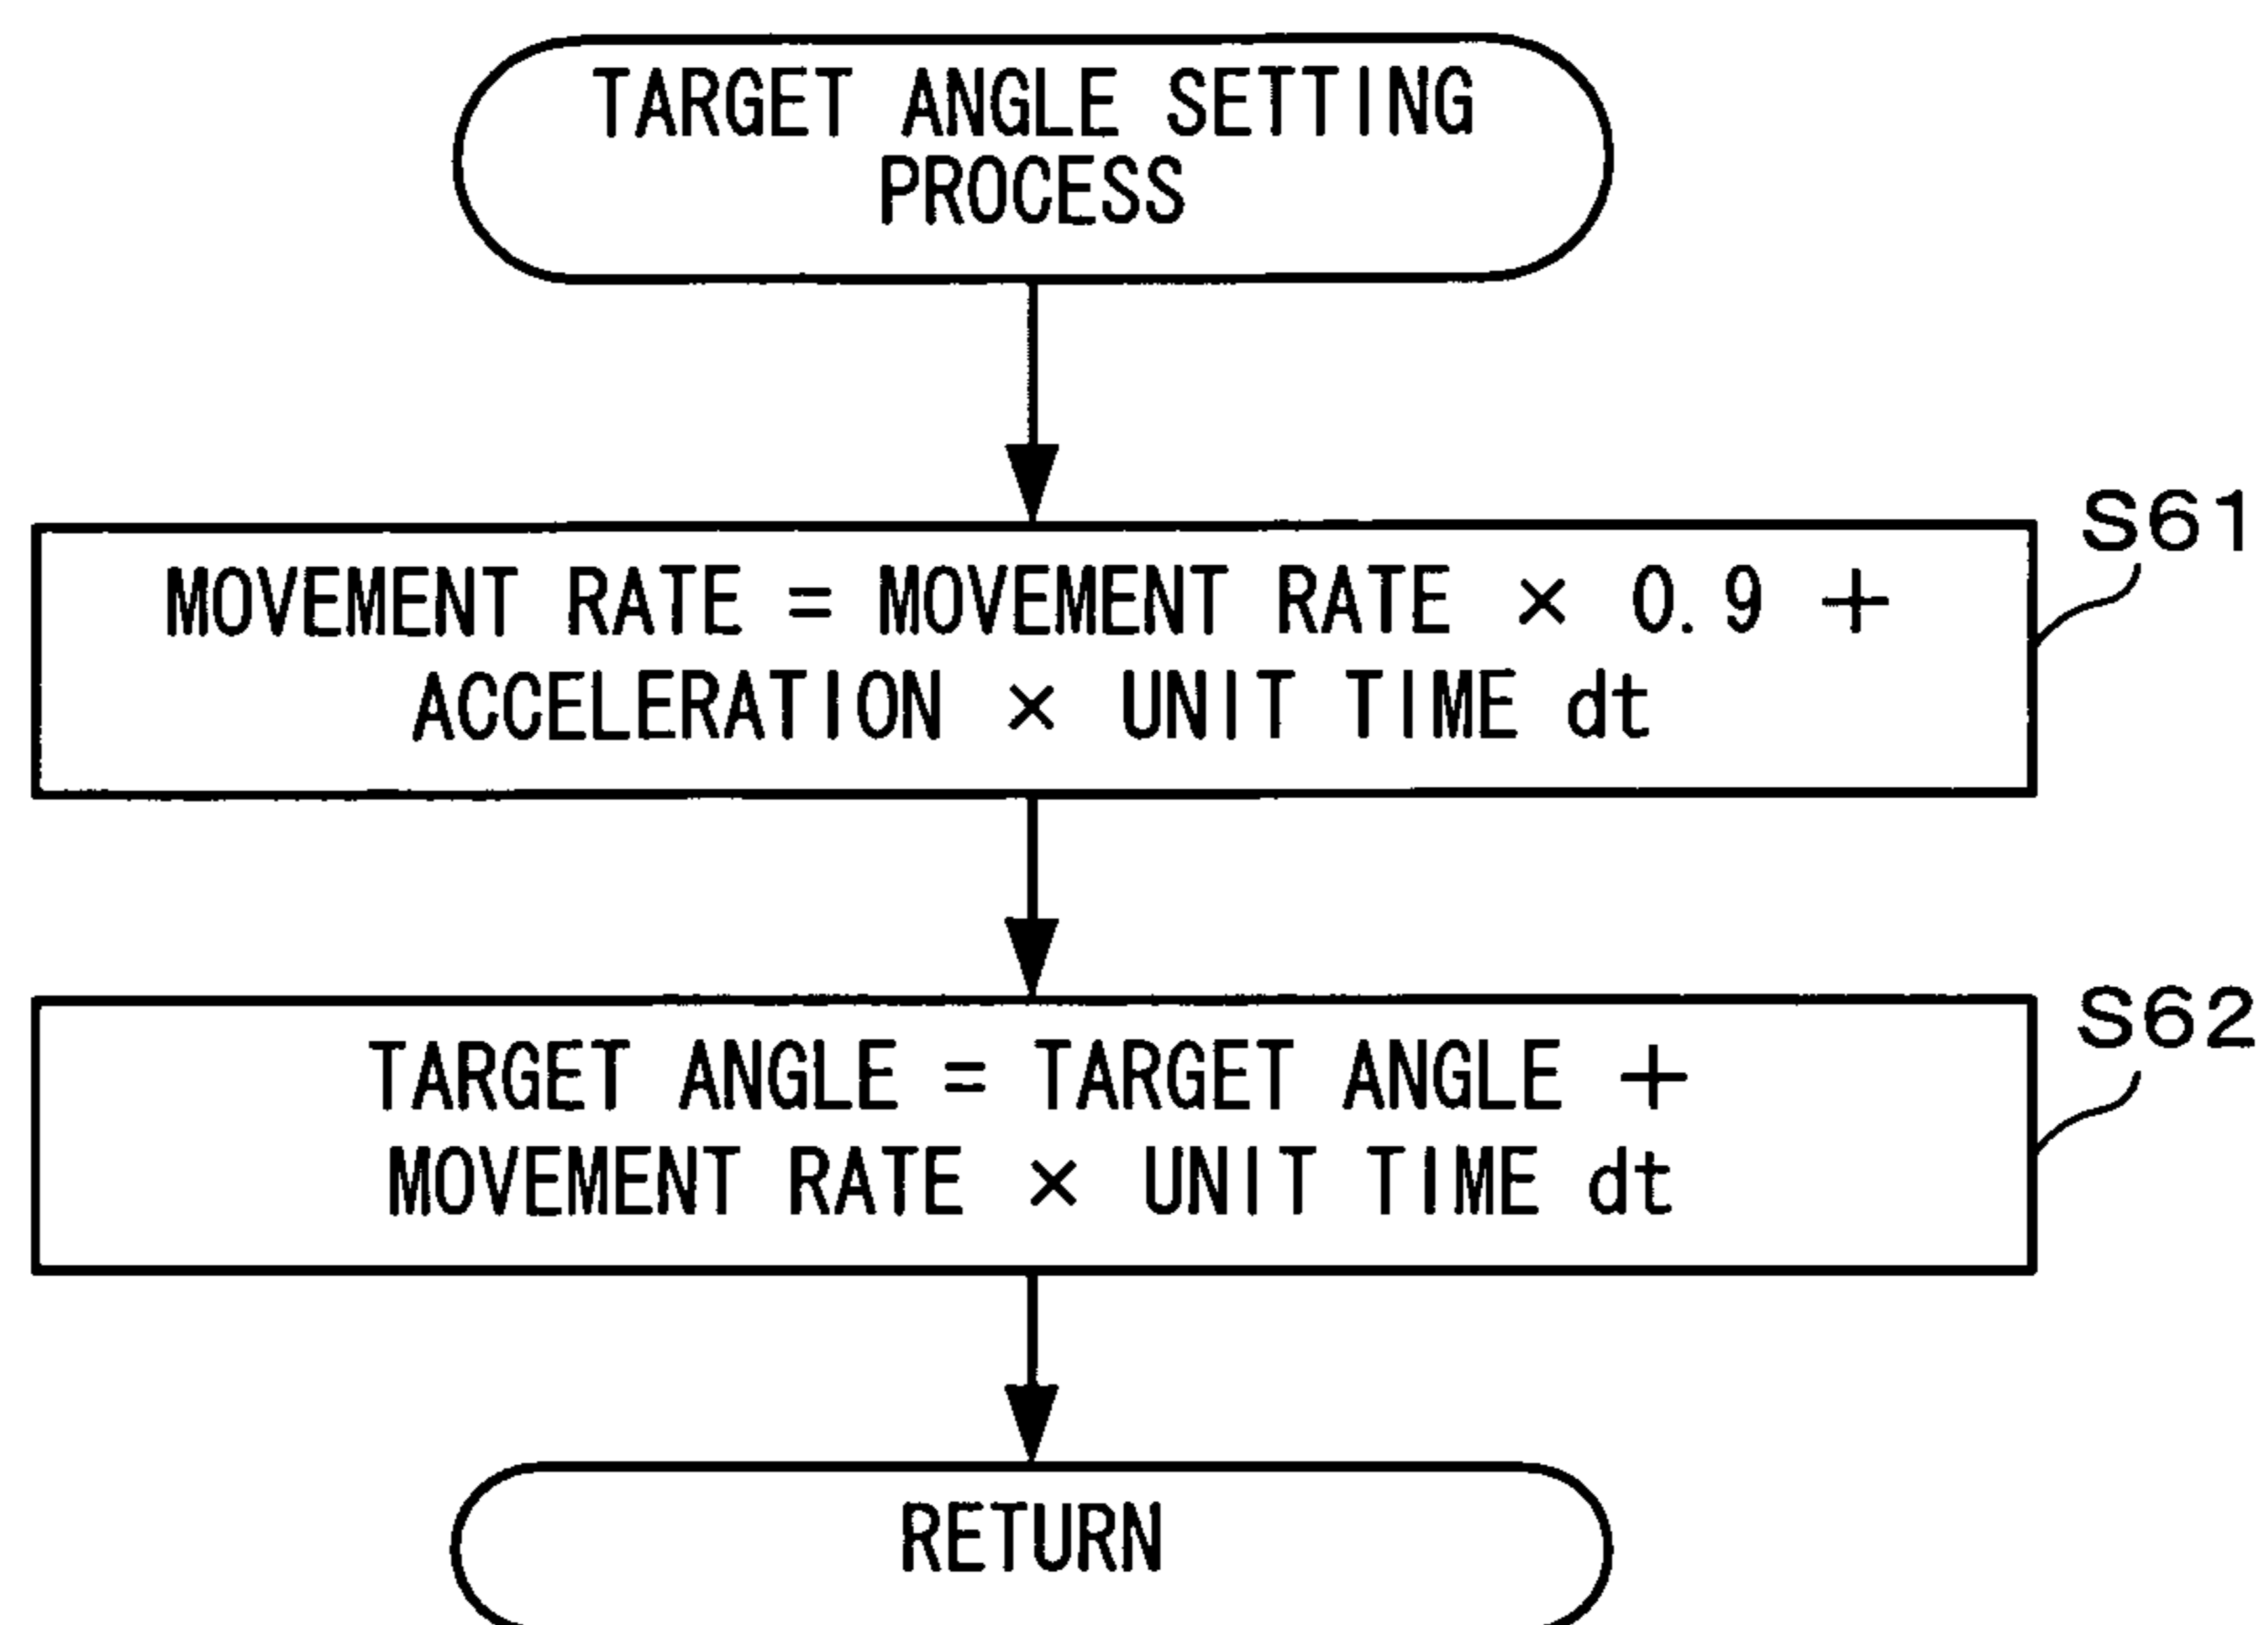 TARGET ANGLE SETTING
PROCESS
S61
MOVEMENT RATE = MOVEMENT RATE × 0.9 +
ACCELERATION × UNIT TIME dt
S62
TARGET ANGLE = TARGET ANGLE +
MOVEMENT RATE × UNIT TIME dt
RETURN